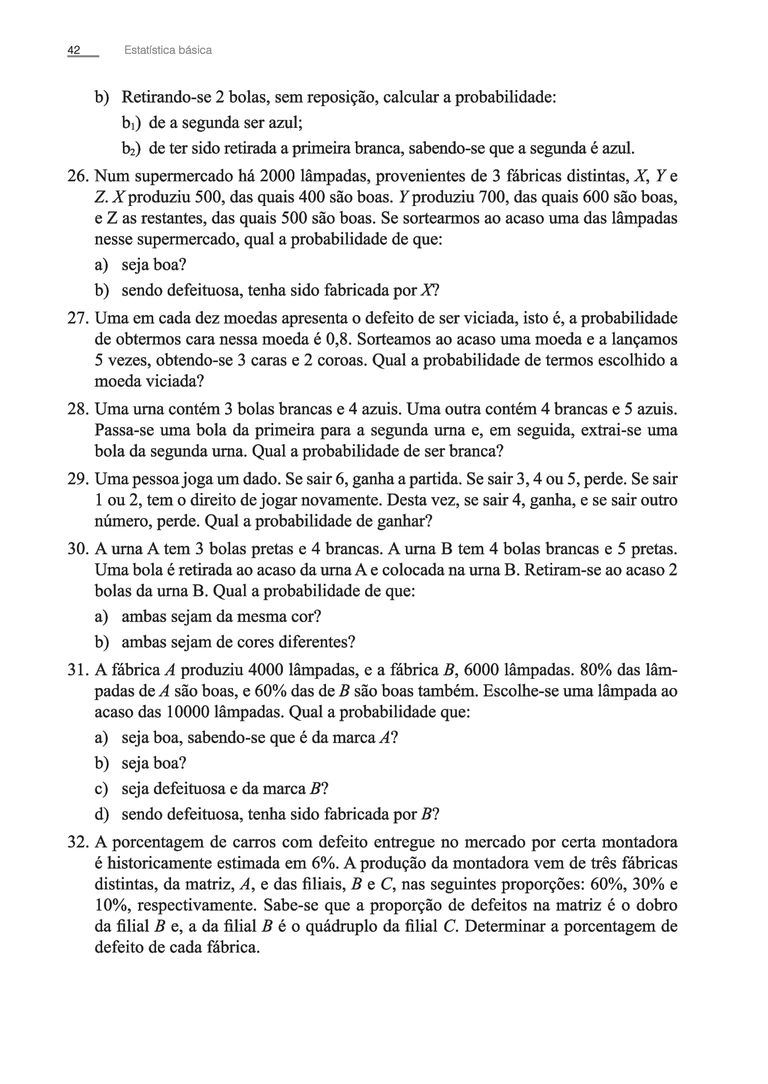 42 Estatística básica
b) Retirando-se 2 bolas, sem reposição, calcular a probabilidade:
b₁) de a segunda ser azul;
b₂) de ter sido retirada a primeira branca, sabendo-se que a segunda é azul.
26. Num supermercado há 2000 lâmpadas, provenientes de 3 fábricas distintas, X, Y e
Z. X produziu 500, das quais 400 são boas. Y produziu 700, das quais 600 são boas,
e Z as restantes, das quais 500 são boas. Se sortearmos ao acaso uma das lâmpadas
nesse supermercado, qual a probabilidade de que:
a) seja boa?
b) sendo defeituosa, tenha sido fabricada por X?
27. Uma em cada dez moedas apresenta o defeito de ser viciada, isto é, a probabilidade
de obtermos cara nessa moeda é 0,8. Sorteamos ao acaso uma moeda e a lançamos
5 vezes, obtendo-se 3 caras e 2 coroas. Qual a probabilidade de termos escolhido a
moeda viciada?
28. Uma urna contém 3 bolas brancas e 4 azuis. Uma outra contém 4 brancas e 5 azuis.
Passa-se uma bola da primeira para a segunda urna e, em seguida, extrai-se uma
bola da segunda urna. Qual a probabilidade de ser branca?
29. Uma pessoa joga um dado. Se sair 6, ganha a partida. Se sair 3, 4 ou 5, perde. Se sair
1 ou 2, tem o direito de jogar novamente. Desta vez, se sair 4, ganha, e se sair outro
número, perde. Qual a probabilidade de ganhar?
30. A urna A tem 3 bolas pretas e 4 brancas. A urna B tem 4 bolas brancas e 5 pretas.
Uma bola é retirada ao acaso da urna A e colocada na urna B. Retiram-se ao acaso 2
bolas da urna B. Qual a probabilidade de que:
a) ambas sejam da mesma cor?
b) ambas sejam de cores diferentes?
31. A fábrica A produziu 4000 lâmpadas, e a fábrica B, 6000 lâmpadas. 80% das lâm-
padas de A são boas, e 60% das de B são boas também. Escolhe-se uma lâmpada ao
acaso das 10000 lâmpadas. Qual a probabilidade que:
a) seja boa, sabendo-se que é da marca A?
b) seja boa?
c) seja defeituosa e da marca B?
d) sendo defeituosa, tenha sido fabricada por B?
32. A porcentagem de carros com defeito entregue no mercado por certa montadora
é historicamente estimada em 6%. A produção da montadora vem de três fábricas
distintas, da matriz, A, e das filiais, B e C, nas seguintes proporções: 60%, 30% e
10%, respectivamente. Sabe-se que a proporção de defeitos na matriz é o dobro
da filial B e, a da filial B é o quádruplo da filial C. Determinar a porcentagem de
defeito de cada fábrica.